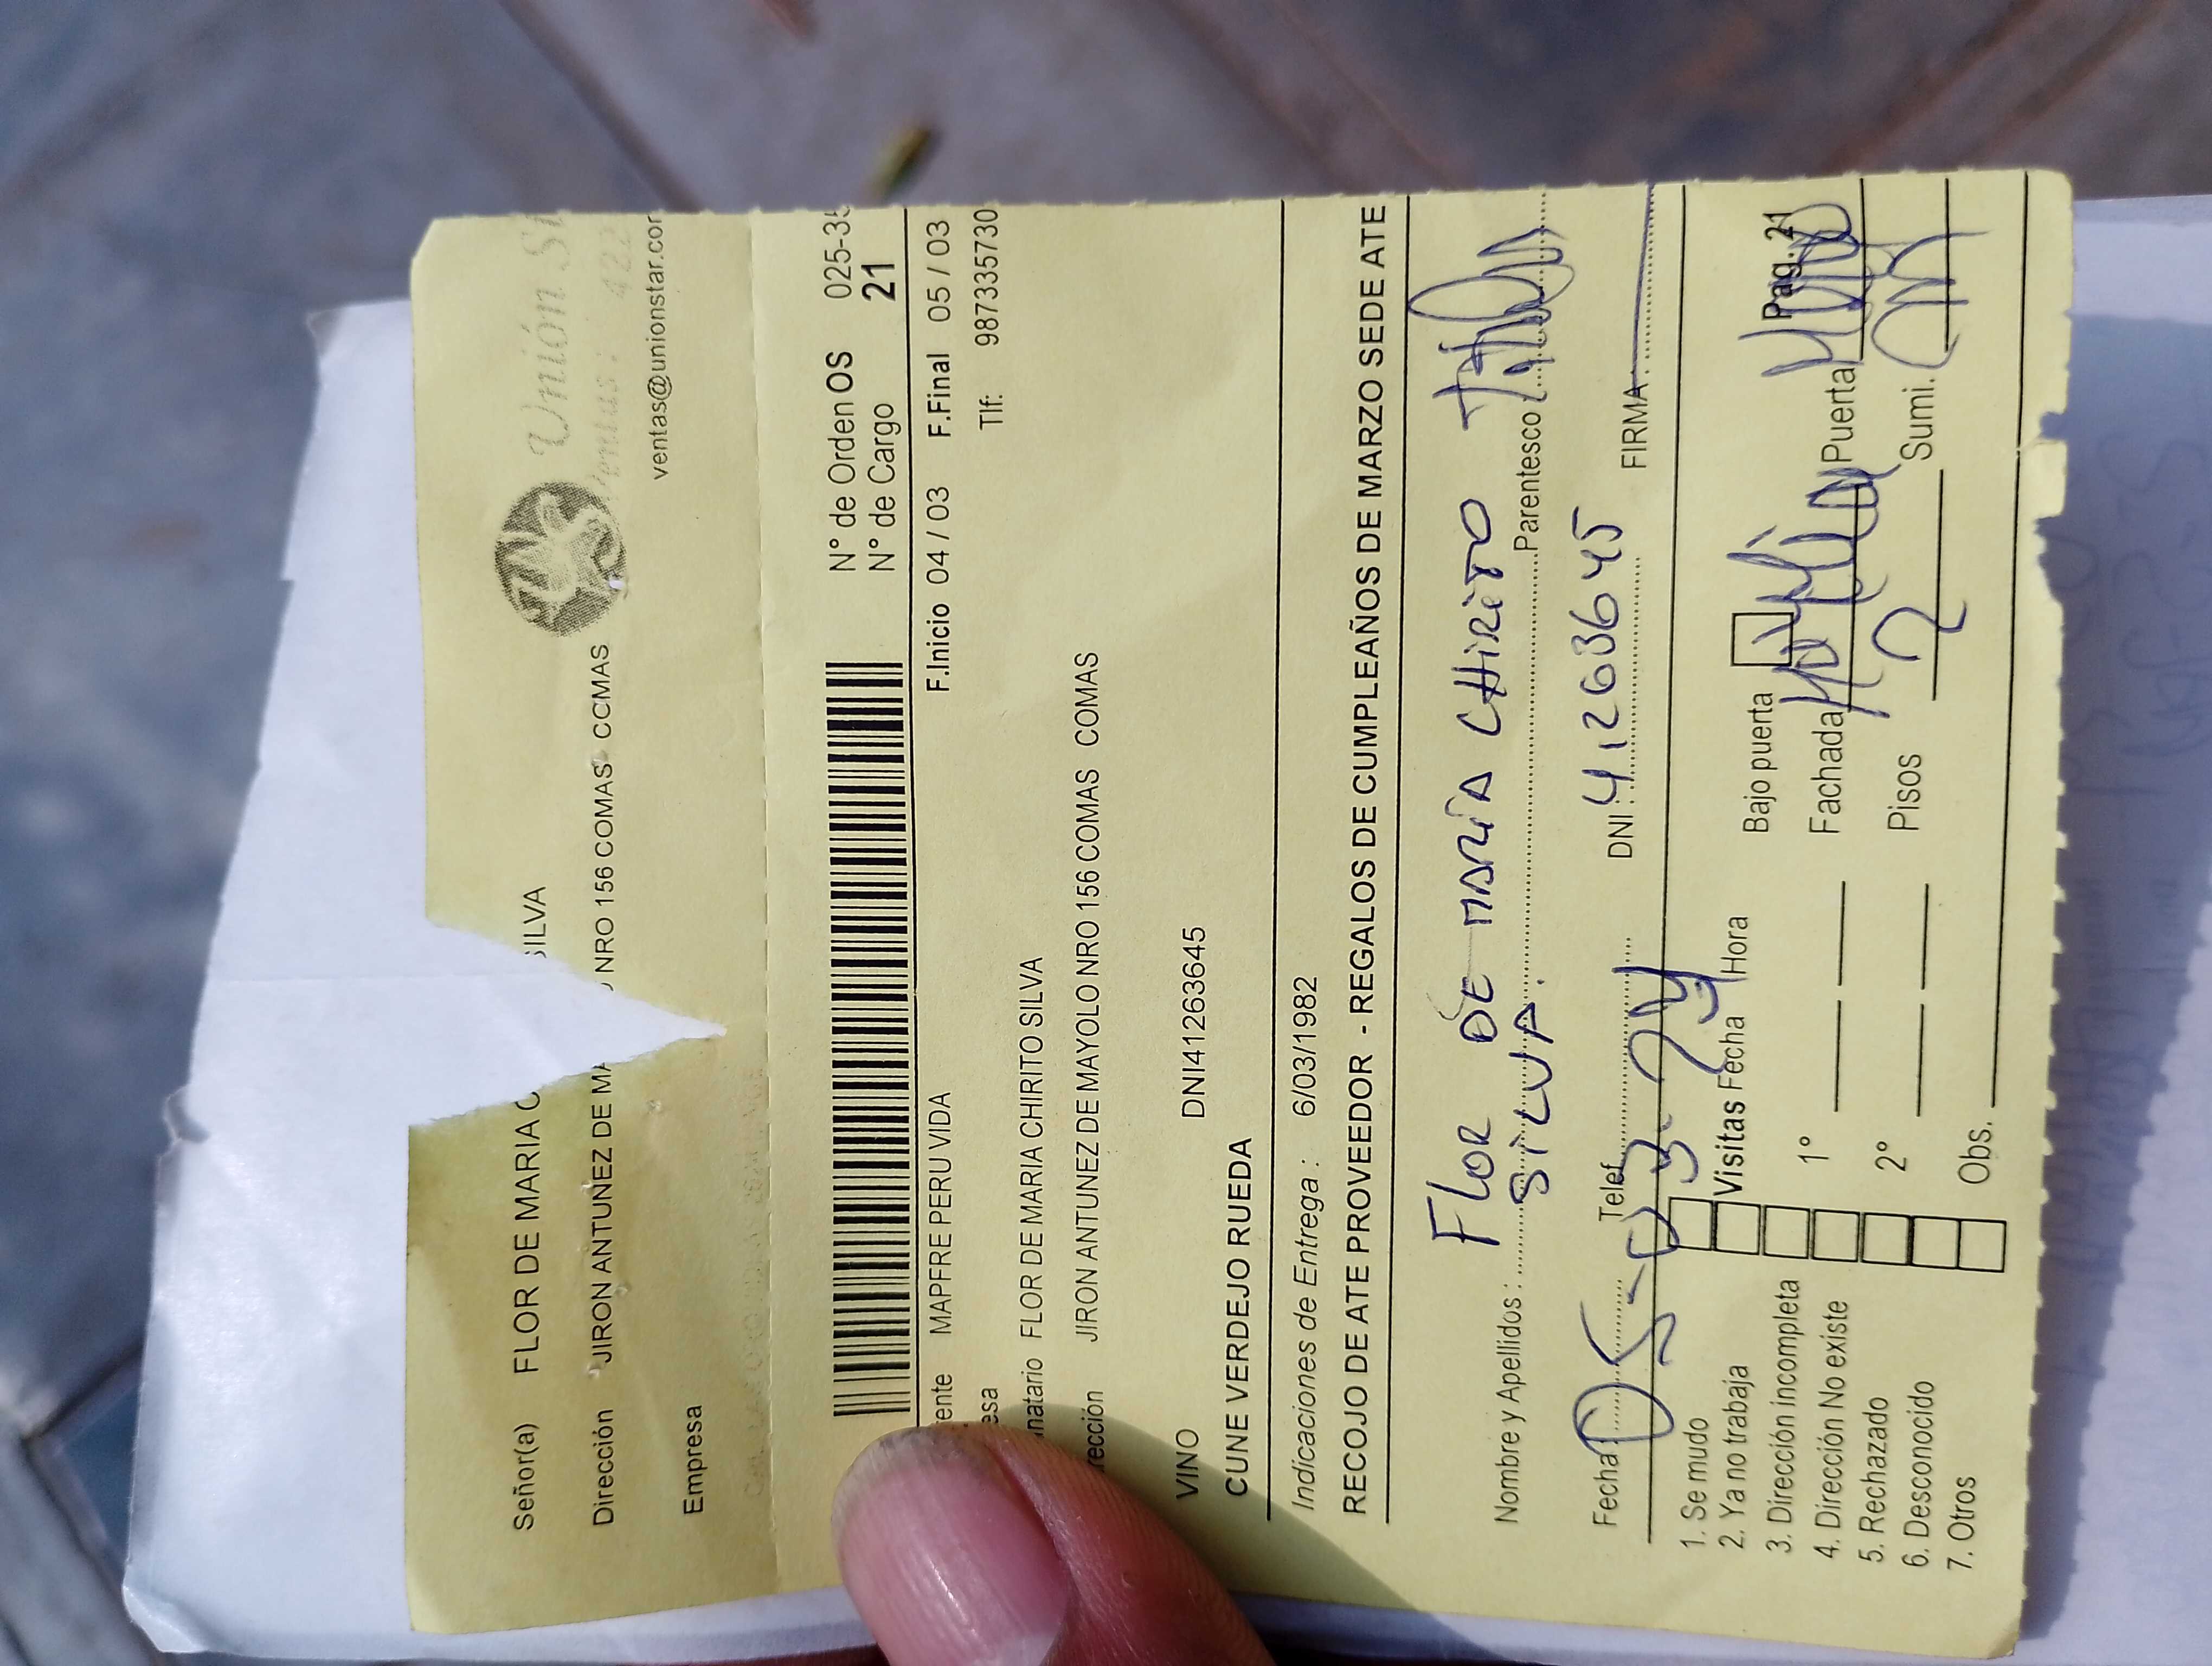 Unión
ventas@unionstar.com
Señor(a) FLOR DE MARIA C SILVA
Dirección JIRON ANTUNEZ DE MA NRO 156 COMAS CCMAS
Empresa
N° de Orden OS 025-35
N° de Cargo 21
ente MAPFRE PERU VIDA F.Inicio 04 / 03 F.Final 05 / 03
esa Tlf: 987335730
natario FLOR DE MARIA CHIRITO SILVA
rección JIRON ANTUNEZ DE MAYOLO NRO 156 COMAS COMAS
VINO DNI41263645
CUNE VERDEJO RUEDA
Indicaciones de Entrega : 6/03/1982
RECOJO DE ATE PROVEEDOR - REGALOS DE CUMPLEAÑOS DE MARZO SEDE ATE
Nombre y Apellidos : FLOR DE MARÍA CHIRITO Parentesco
SILVA.
Fecha Telef. DNI 41263645 FIRMA
05-03-24
1. Se mudo Visitas Fecha Hora Bajo puerta Pag. 21
2. Ya no trabaja
3. Dirección incompleta 1° Fachada Puerta
4. Dirección No existe
5. Rechazado 2° Pisos 2 Sumi.
6. Desconocido
7. Otros Obs.